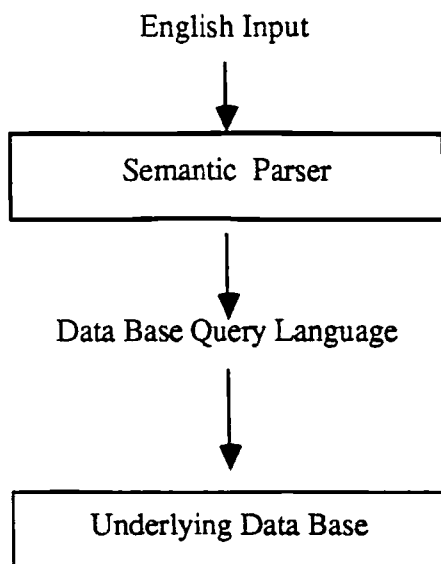 English Input
Semantic Parser
Data Base Query Language
Underlying Data Base